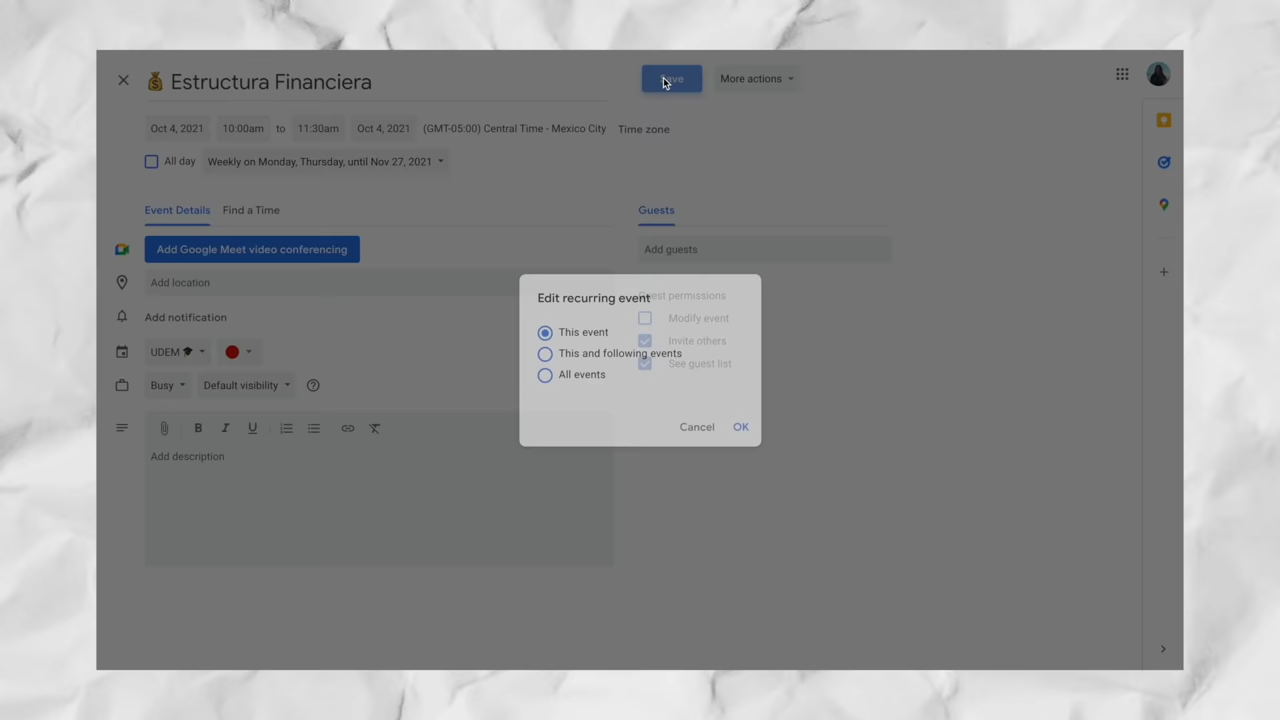 Estructura Financiera
Save
More actions
Oct 4, 2021 10:00am to 11:30am Oct 4, 2021 (GMT-05:00) Central Time - Mexico City Time zone
All day Weekly on Monday, Thursday, until Nov 27, 2021
Event Details Find a Time
Guests
Add Google Meet video conferencing
Add guests
Add location
Edit recurring event
Guest permissions
Add notification
Modify event
This event
Invite others
UDEM
This and following events
See guest list
All events
Busy Default visibility
Cancel OK
B I U
Add description